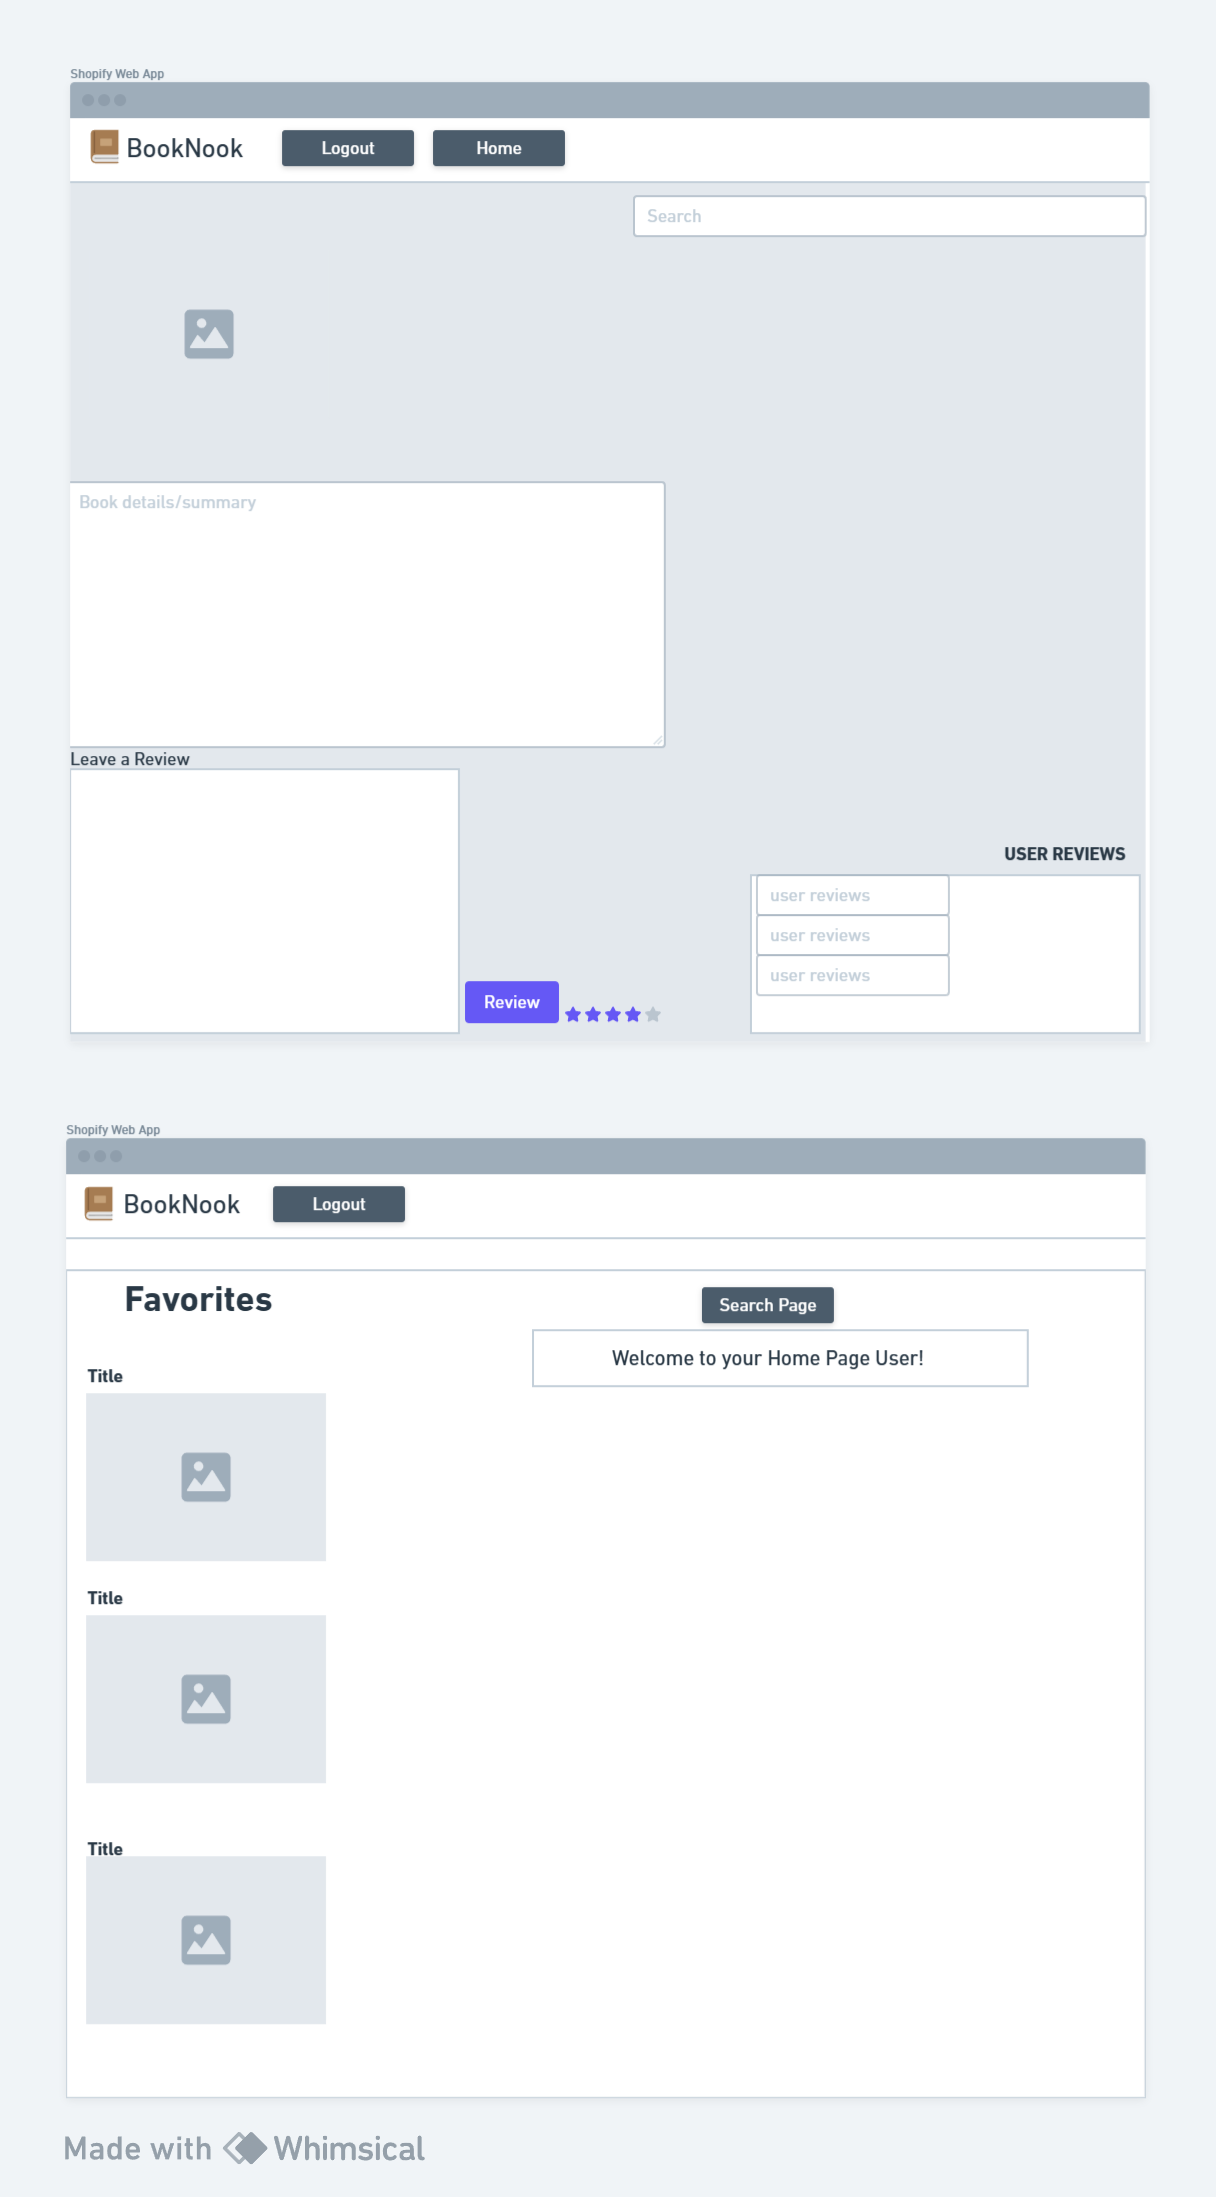 Shopify Web App
BookNook
Logout
Home
Search
Book details/summary
Leave a Review
USER REVIEWS
user reviews
user reviews
user reviews
Review
Shopify Web App
BookNook
Logout
Favorites
Search Page
Welcome to your Home Page User!
Title
Title
Title
Made with Whimsical